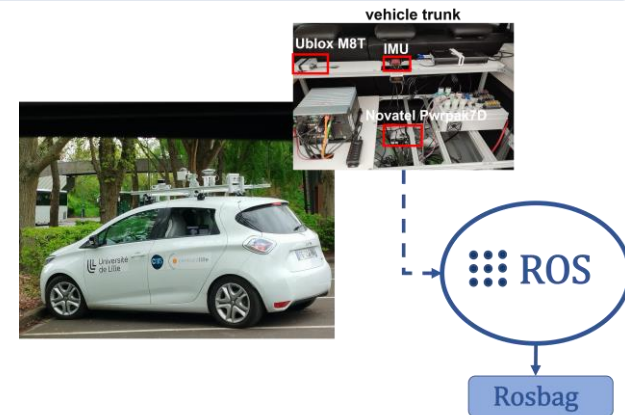 vehicle trunk
Ublox M8T
IMU
Novatel Pwrpak7D
Université
de Lille
ROS
Rosbag